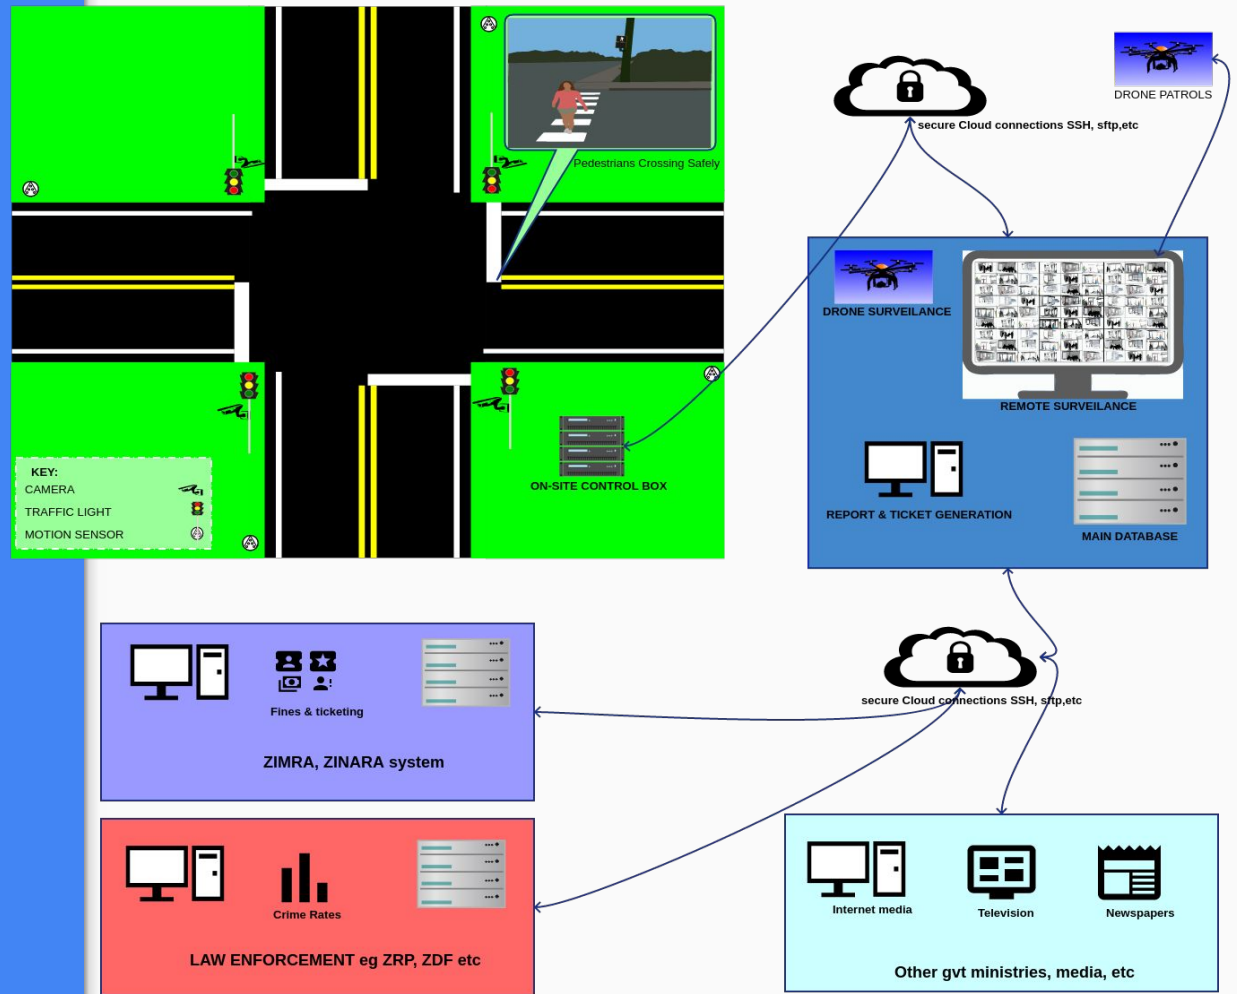 Pedestrians Crossing Safely
KEY:
CAMERA
TRAFFIC LIGHT
MOTION SENSOR
ON-SITE CONTROL BOX
secure Cloud connections SSH, sftp,etc
DRONE PATROLS
DRONE SURVEILANCE
REMOTE SURVEILANCE
REPORT & TICKET GENERATION
MAIN DATABASE
secure Cloud connections SSH, sftp,etc
Fines & ticketing
ZIMRA, ZINARA system
Crime Rates
LAW ENFORCEMENT eg ZRP, ZDF etc
Internet media
Television
Newspapers
Other gvt ministries, media, etc